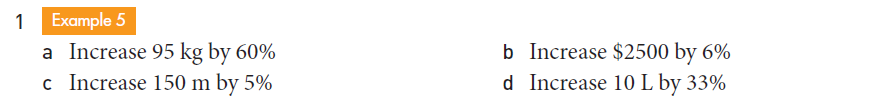 1 Example 5
a Increase 95 kg by 60% b Increase $2500 by 6%
c Increase 150 m by 5% d Increase 10 L by 33%